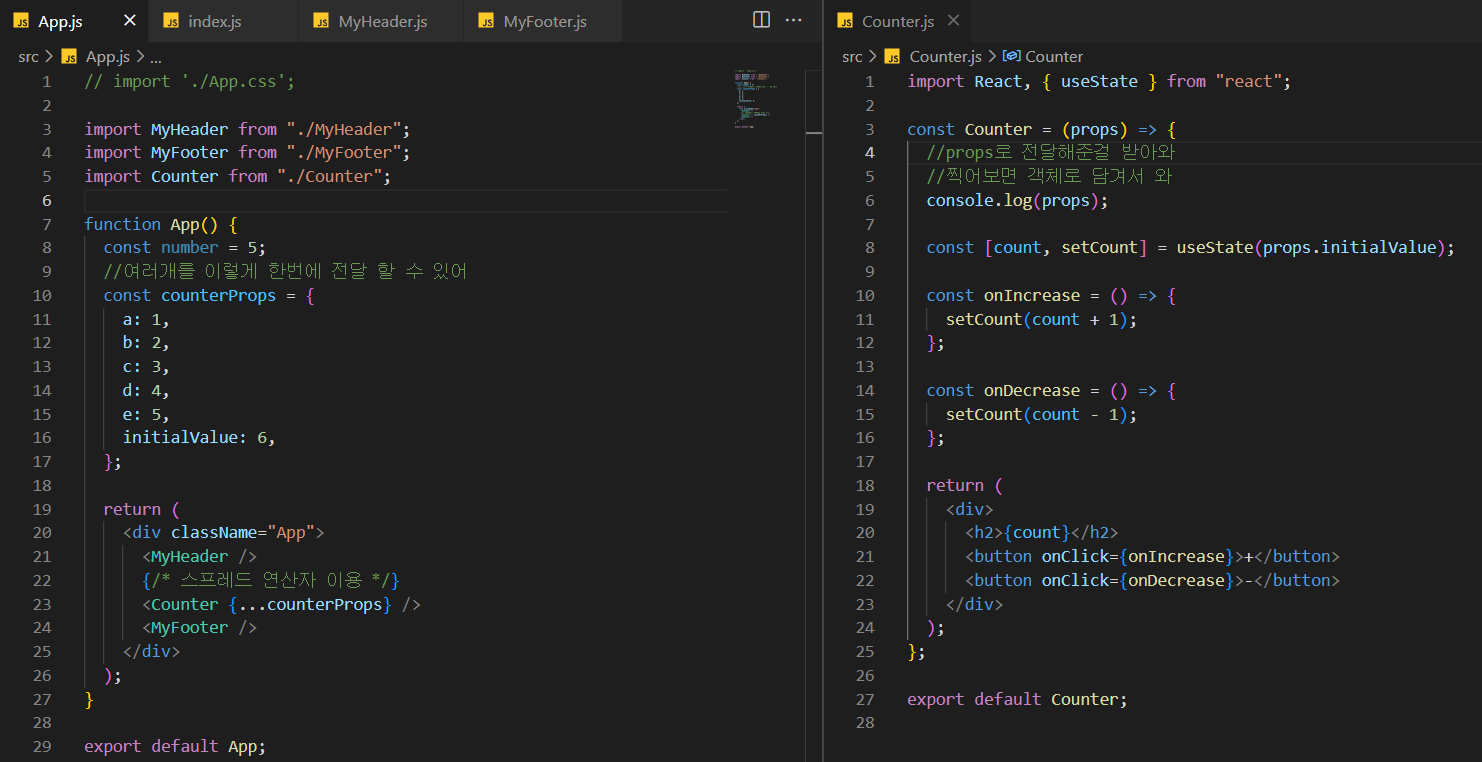 JS App.js ×
JS index.js
JS MyHeader.js
JS MyFooter.js
src > JS App.js > ...
1 // import './App.css';
2
3 import MyHeader from "./MyHeader";
4 import MyFooter from "./MyFooter";
5 import Counter from "./Counter";
6
7 function App() {
8 const number = 5;
9 //여러개를 이렇게 한번에 전달 할 수 있어
10 const counterProps = {
11 a: 1,
12 b: 2,
13 c: 3,
14 d: 4,
15 e: 5,
16 initialValue: 6,
17 };
18
19 return (
20 <div className="App">
21 <MyHeader />
22 {/* 스프레드 연산자 이용 */}
23 <Counter {...counterProps} />
24 <MyFooter />
25 </div>
26 );
27 }
28
29 export default App;
JS Counter.js ×
src > JS Counter.js > Counter
1 import React, { useState } from "react";
2
3 const Counter = (props) => {
4 //props로 전달해준걸 받아와
5 //찍어보면 객체로 담겨서 와
6 console.log(props);
7
8 const [count, setCount] = useState(props.initialValue);
9
10 const onIncrease = () => {
11 setCount(count + 1);
12 };
13
14 const onDecrease = () => {
15 setCount(count - 1);
16 };
17
18 return (
19 <div>
20 <h2>{count}</h2>
21 <button onClick={onIncrease}>+</button>
22 <button onClick={onDecrease}>-</button>
23 </div>
24 );
25 };
26
27 export default Counter;
28